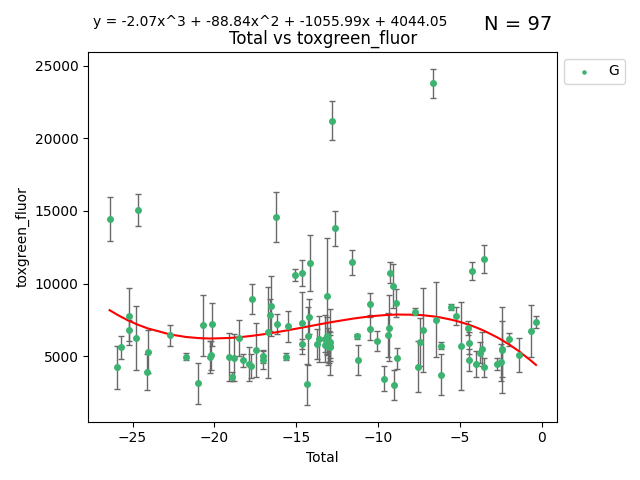 y = -2.07x^3 + -88.84x^2 + -1055.99x + 4044.05
N = 97
Total vs toxgreen_fluor
25000
20000
15000
10000
5000
toxgreen_fluor
−25
−20
−15
−10
−5
0
Total
G